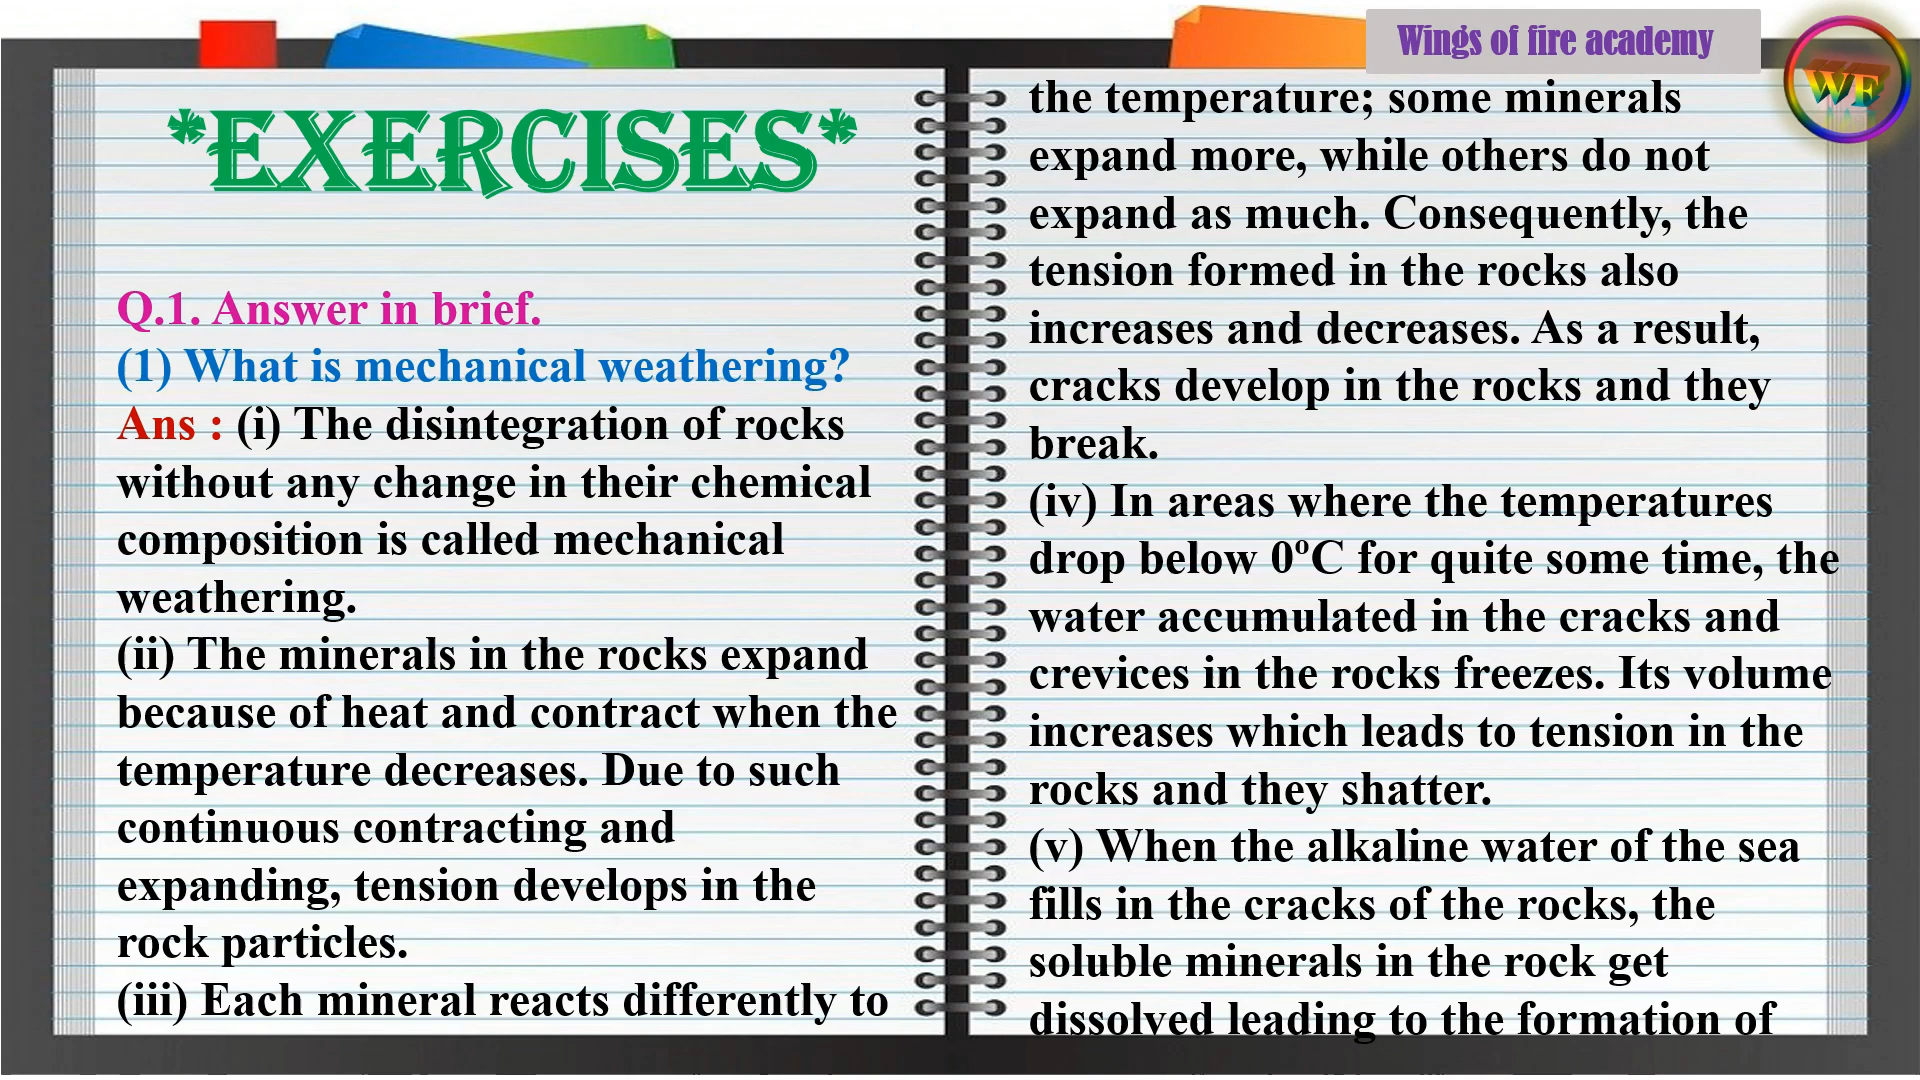 Wings of fire academy
WF
*EXERCISES*
Q.1. Answer in brief.
(1) What is mechanical weathering?
Ans : (i) The disintegration of rocks
without any change in their chemical
composition is called mechanical
weathering.
(ii) The minerals in the rocks expand
because of heat and contract when the
temperature decreases. Due to such
continuous contracting and
expanding, tension develops in the
rock particles.
(iii) Each mineral reacts differently to
the temperature; some minerals
expand more, while others do not
expand as much. Consequently, the
tension formed in the rocks also
increases and decreases. As a result,
cracks develop in the rocks and they
break.
(iv) In areas where the temperatures
drop below 0ºC for quite some time, the
water accumulated in the cracks and
crevices in the rocks freezes. Its volume
increases which leads to tension in the
rocks and they shatter.
(v) When the alkaline water of the sea
fills in the cracks of the rocks, the
soluble minerals in the rock get
dissolved leading to the formation of